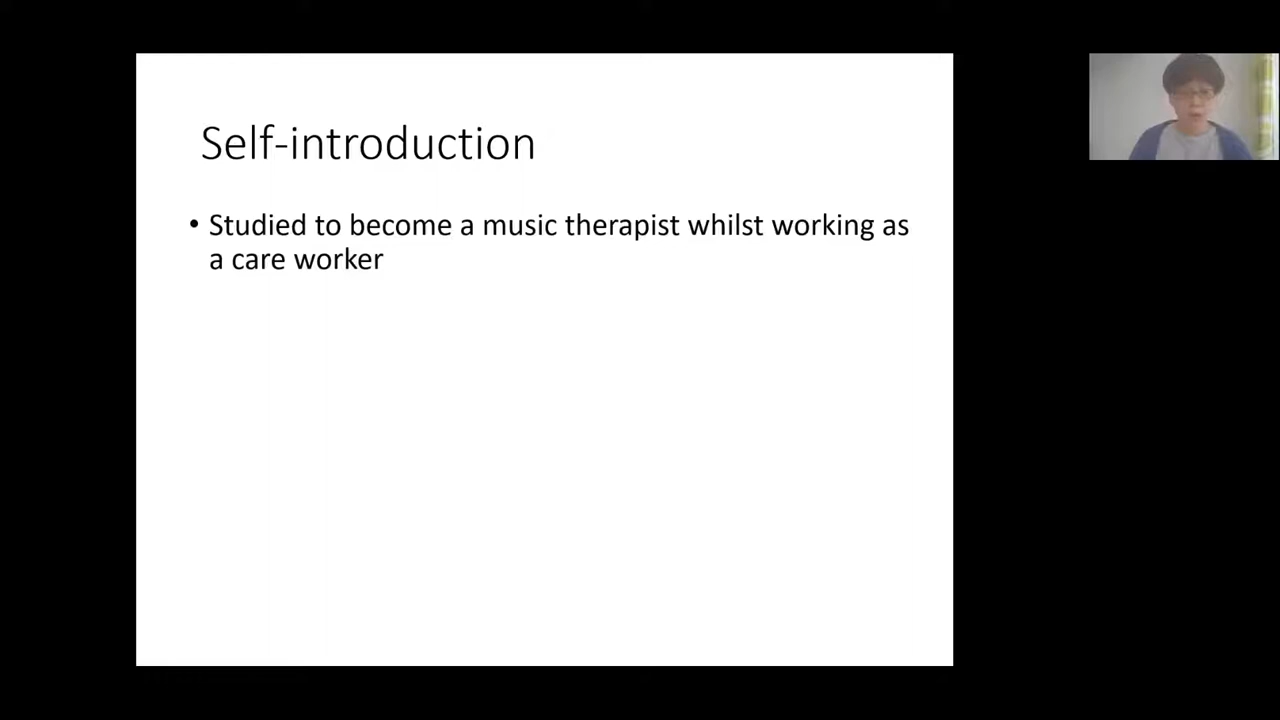 Self-introduction
• Studied to become a music therapist whilst working as
a care worker